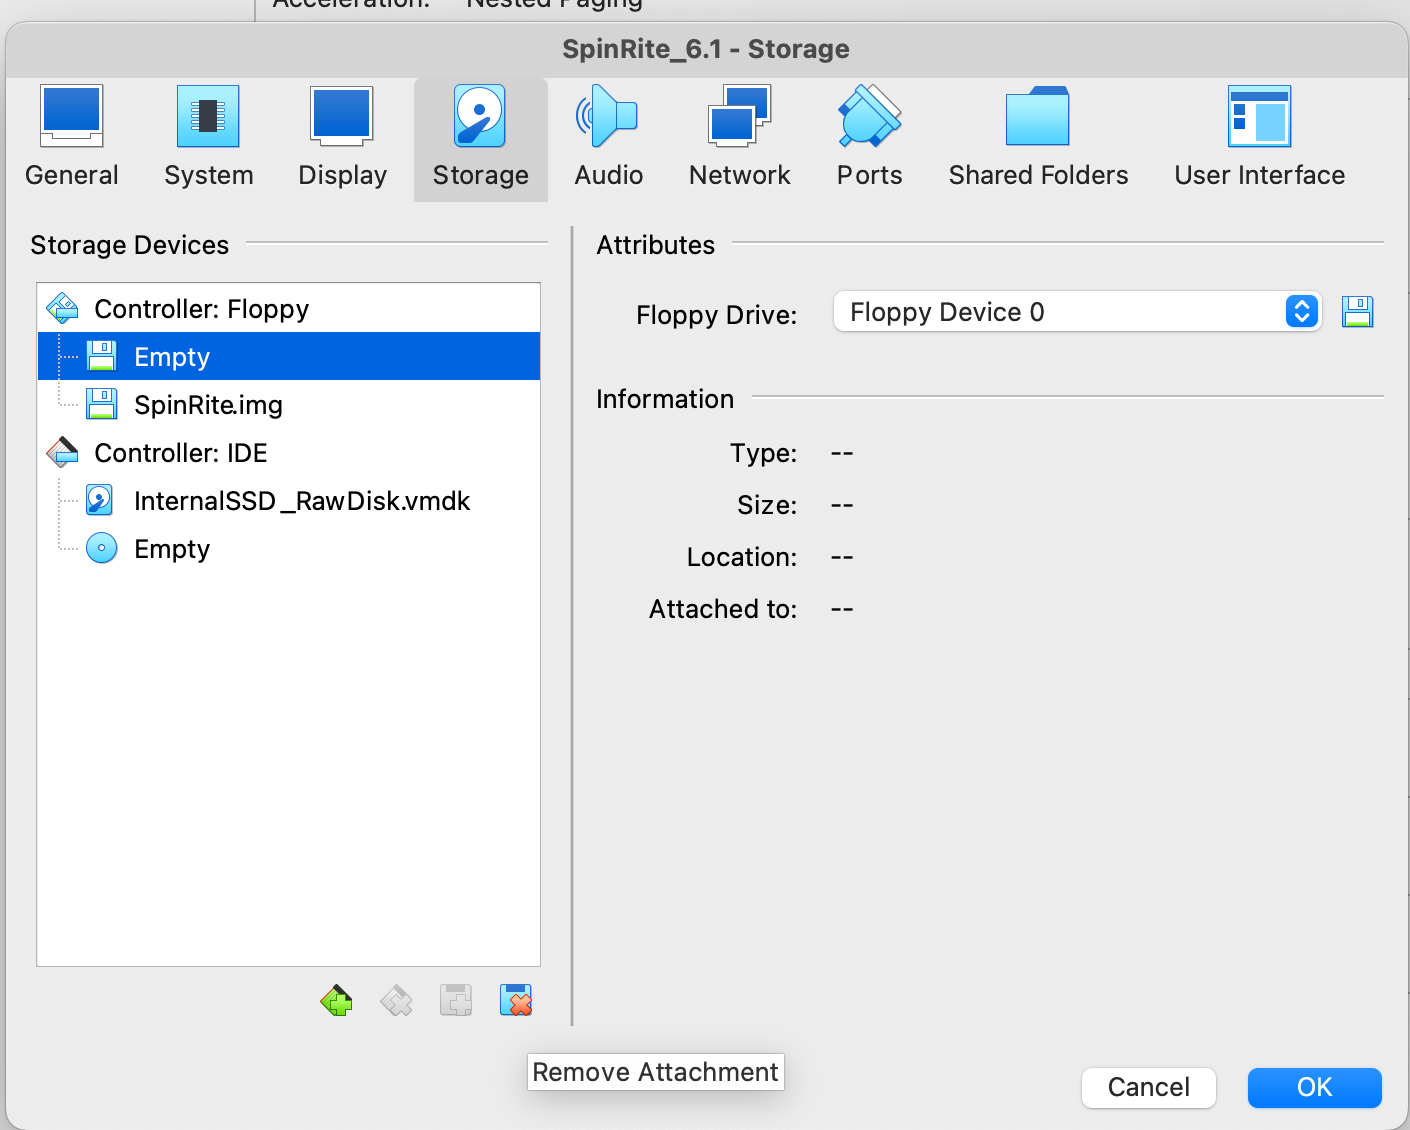 Acceleration: Nested Paging
SpinRite_6.1 - Storage
General System Display Storage Audio Network Ports Shared Folders User Interface
Storage Devices
Controller: Floppy
Empty
SpinRite.img
Controller: IDE
InternalSSD_RawDisk.vmdk
Empty
Attributes
Floppy Drive: Floppy Device 0
Information
Type: --
Size: --
Location: --
Attached to: --
Remove Attachment
Cancel OK